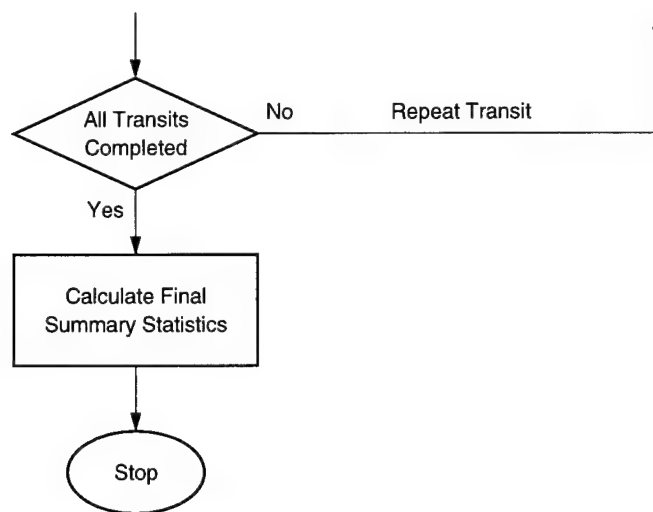 All Transits
Completed
No
Repeat Transit
Yes
Calculate Final
Summary Statistics
Stop